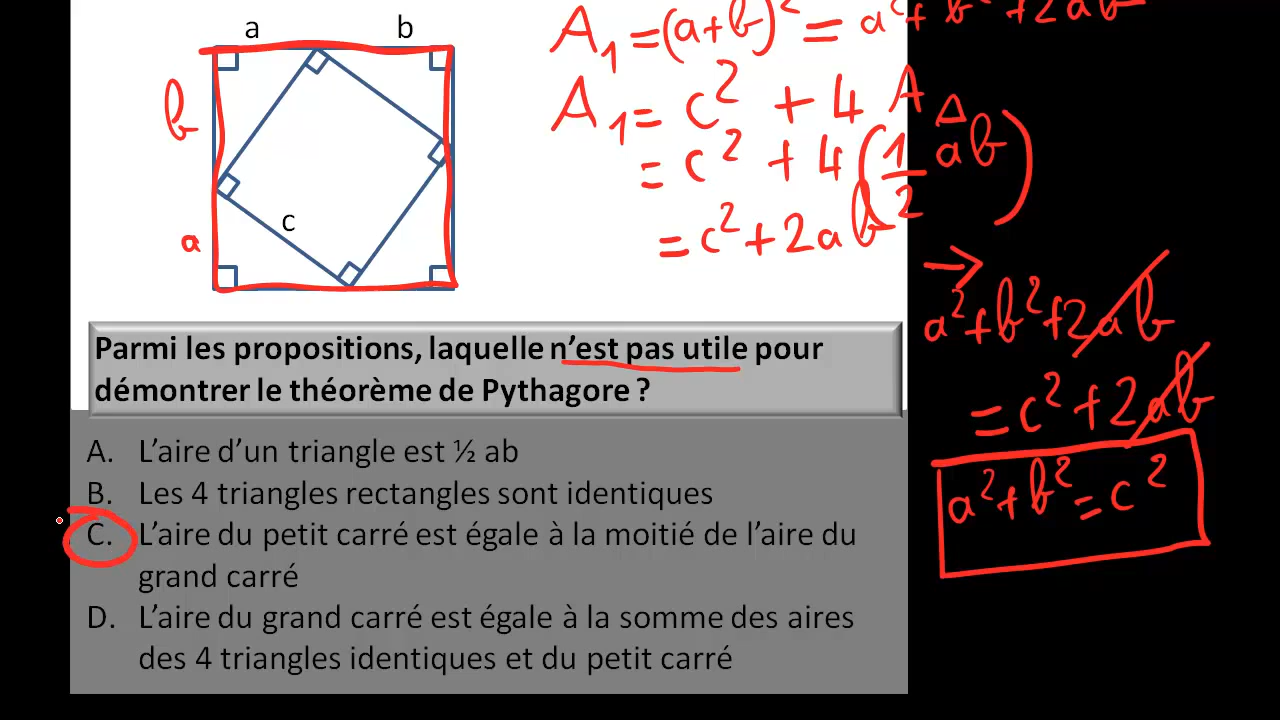 a b
A₁ = (a+b)² = a² + b² + 2ab
b
A₁ = c² + 4 A△
= c² + 4 (1/2 ab)
c
a
= c² + 2ab
→ a² + b² + 2ab
= c² + 2ab
a² + b² = c²
Parmi les propositions, laquelle n'est pas utile pour
démontrer le théorème de Pythagore ?
A. L'aire d'un triangle est ½ ab
B. Les 4 triangles rectangles sont identiques
C. L'aire du petit carré est égale à la moitié de l'aire du
grand carré
D. L'aire du grand carré est égale à la somme des aires
des 4 triangles identiques et du petit carré